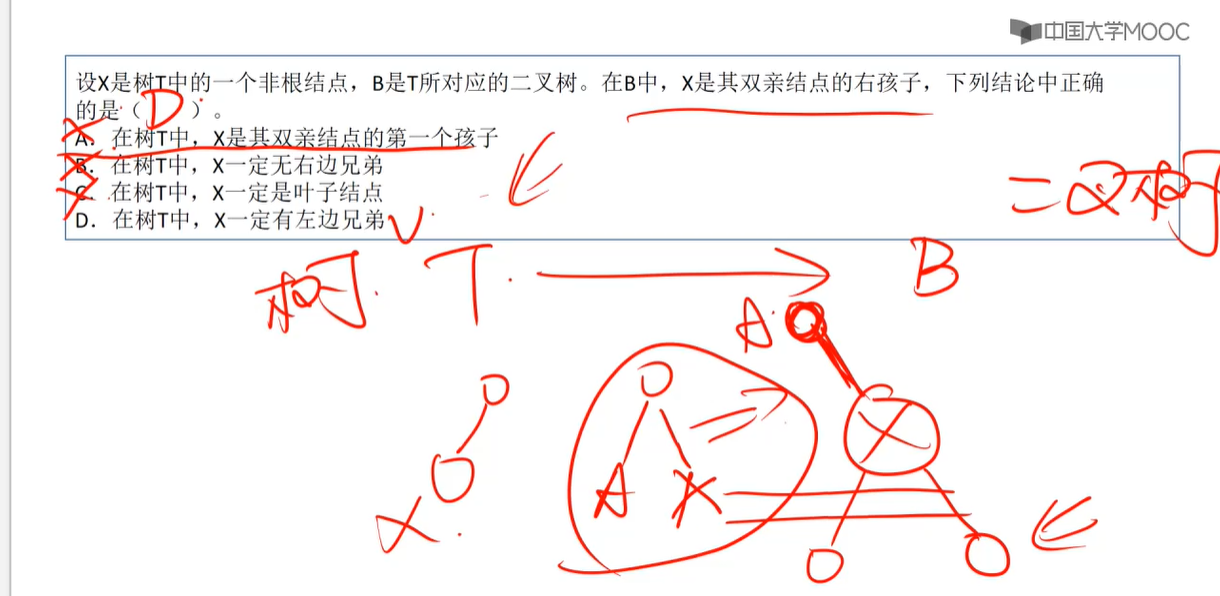 中国大学MOOC
设X是树T中的一个非根结点，B是T所对应的二叉树。在B中，X是其双亲结点的右孩子，下列结论中正确
的是（ D ）。
A. 在树T中，X是其双亲结点的第一个孩子
B. 在树T中，X一定无右边兄弟
C. 在树T中，X一定是叶子结点
D. 在树T中，X一定有左边兄弟
二叉树
树 T B
A
X
A X
X